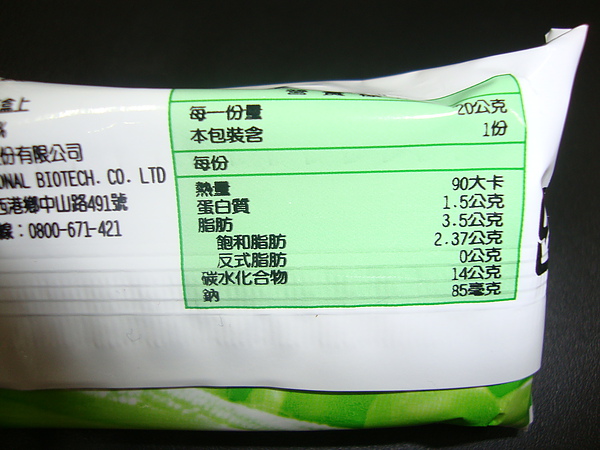 盒上
份有限公司
ONAL BIOTECH. CO. LTD
西港鄉中山路491號
線：0800-671-421
每一份量 20公克
本包裝含 1份
每份
熱量 90大卡
蛋白質 1.5公克
脂肪 3.5公克
飽和脂肪 2.37公克
反式脂肪 0公克
碳水化合物 14公克
鈉 85毫克